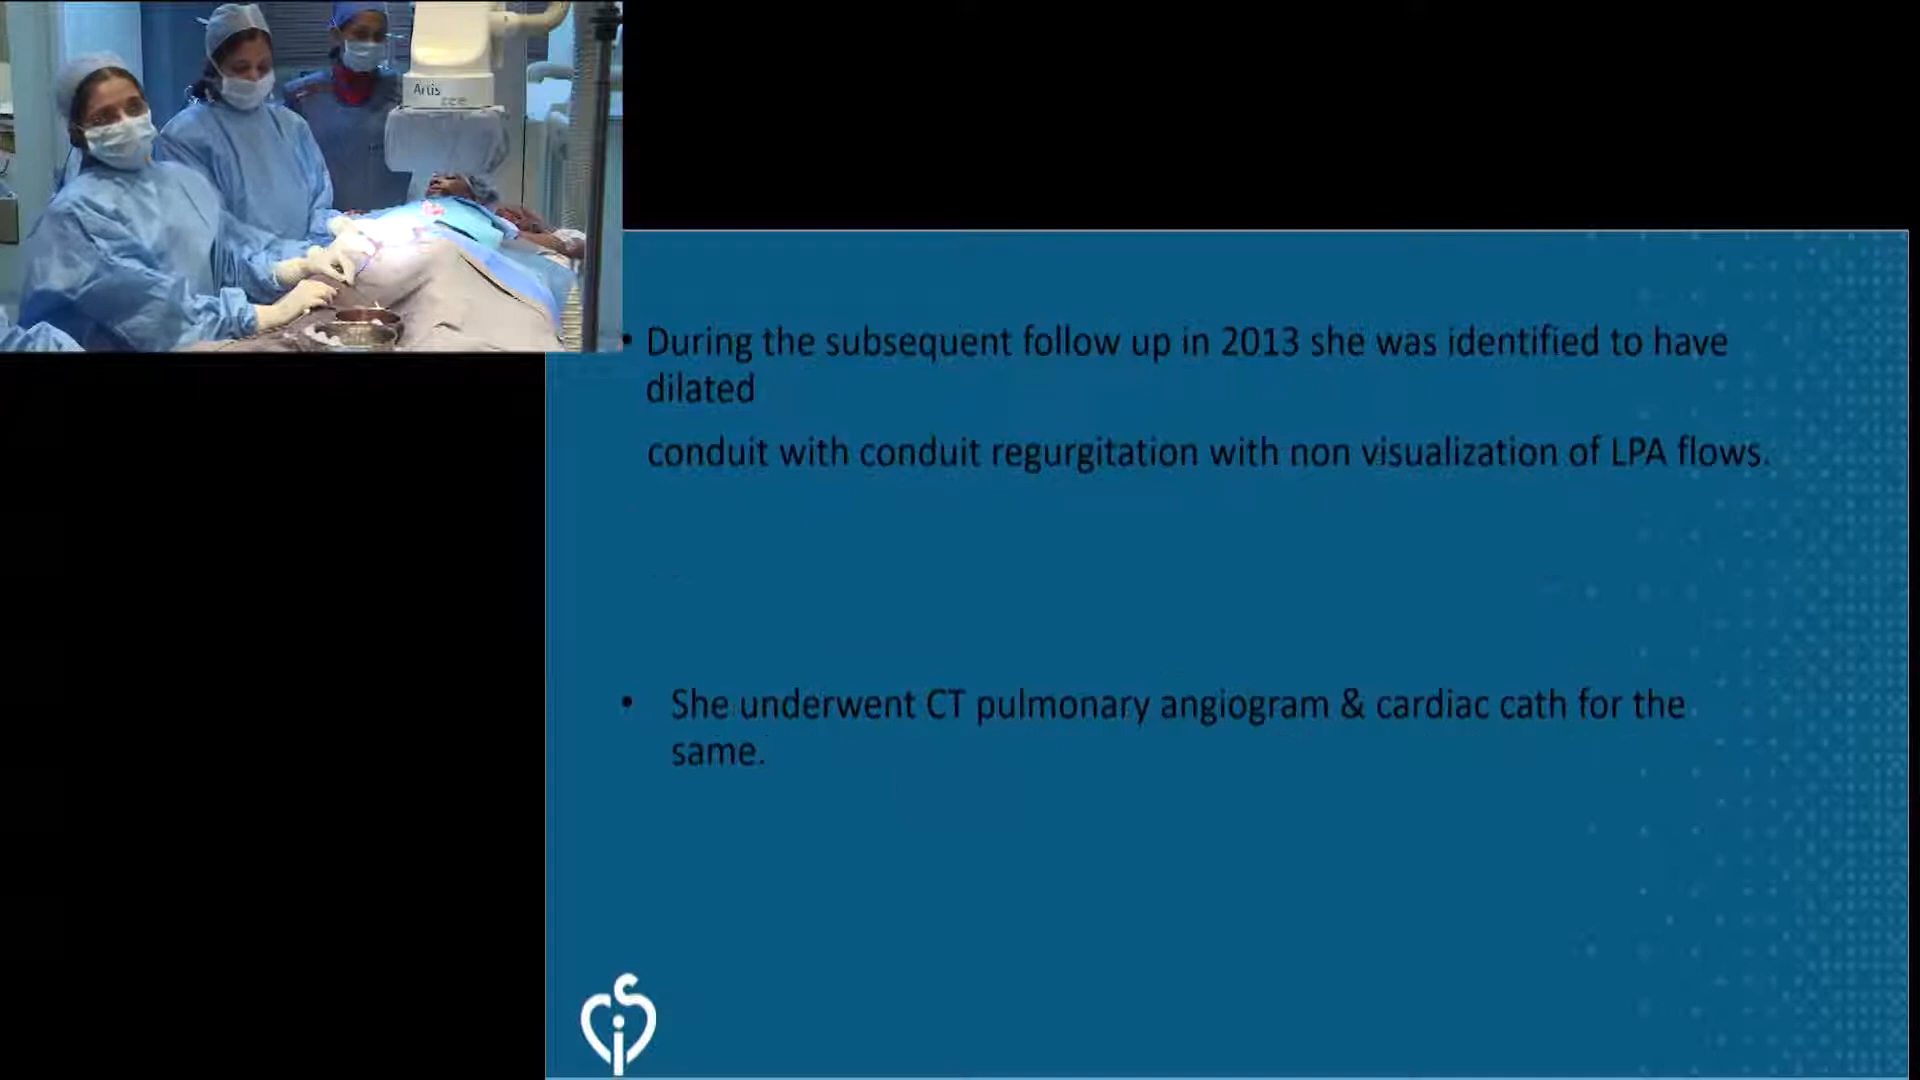 Artis
zee
• During the subsequent follow up in 2013 she was identified to have
dilated
conduit with conduit regurgitation with non visualization of LPA flows.
• She underwent CT pulmonary angiogram & cardiac cath for the
same.